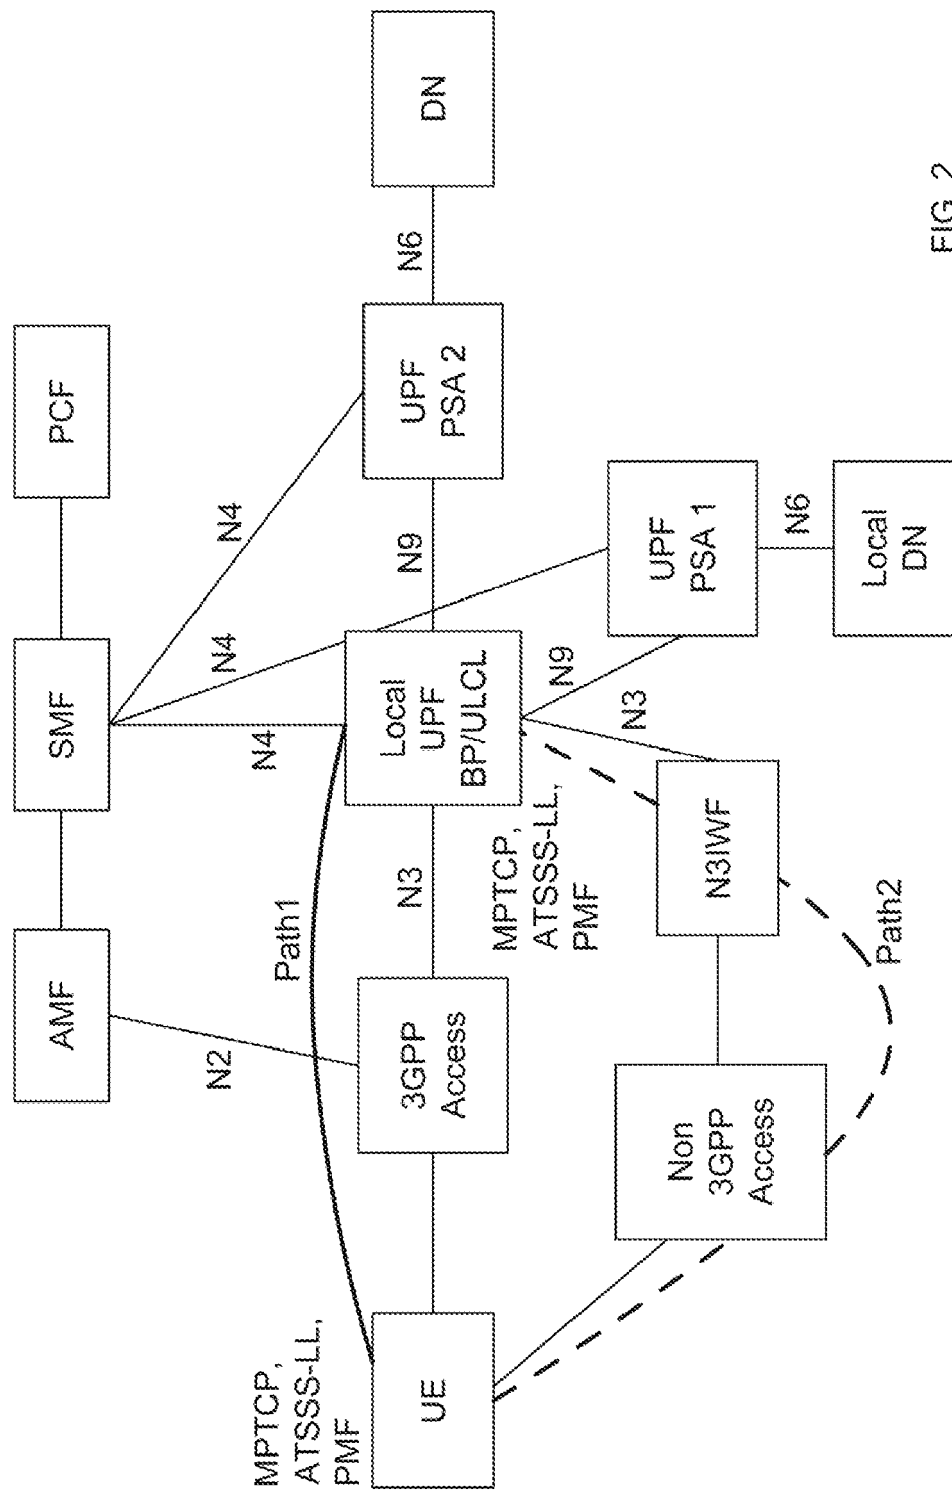 AMF
SMF
PCF
N2
N4
N4
N4
Path1
MPTCP,
ATSSS-LL,
PMF
UE
3GPP
Access
N3
Local
UPF
BP/ULCL
N9
UPF
PSA 2
N6
DN
MPTCP,
ATSSS-LL,
PMF
N9
N3
Non
3GPP
Access
N3IWF
UPF
PSA 1
N6
Local
DN
Path2
FIG. 2